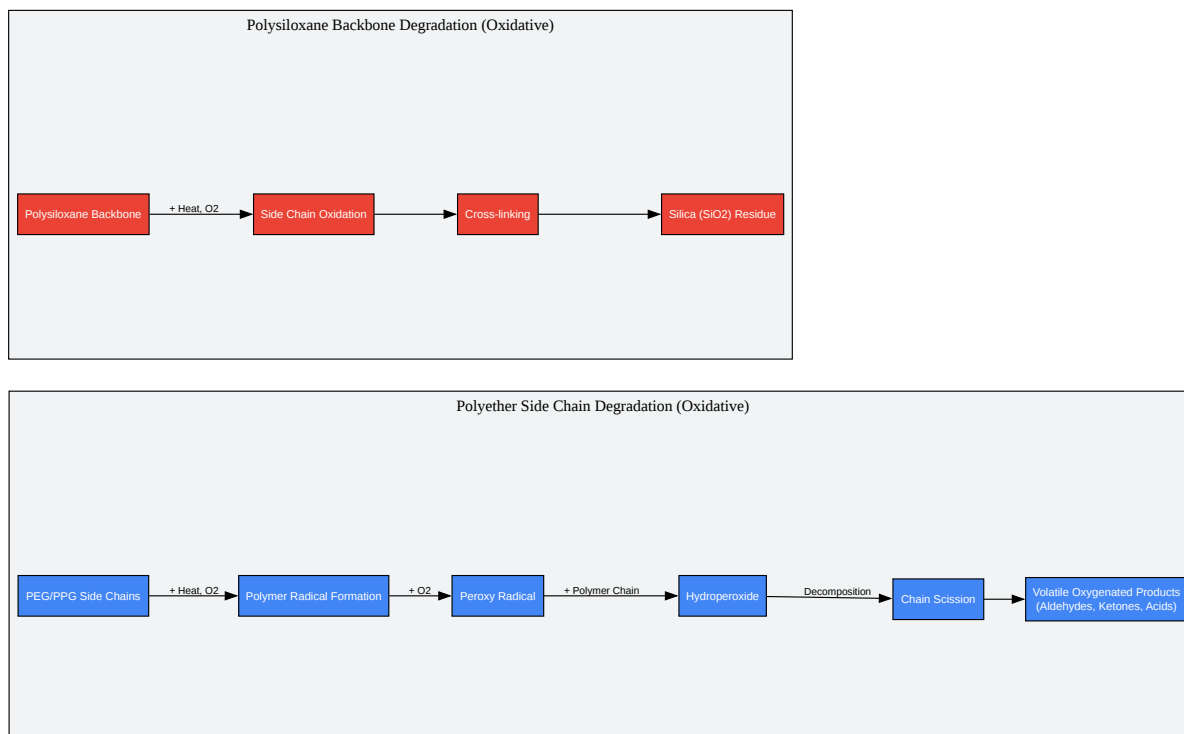 Polysiloxane Backbone Degradation (Oxidative)
Polysiloxane Backbone
+ Heat, O2
Side Chain Oxidation
Cross-linking
Silica (SiO2) Residue
Polyether Side Chain Degradation (Oxidative)
PEG/PPG Side Chains
+ Heat, O2
Polymer Radical Formation
+ O2
Peroxy Radical
+ Polymer Chain
Hydroperoxide
Decomposition
Chain Scission
Volatile Oxygenated Products
(Aldehydes, Ketones, Acids)